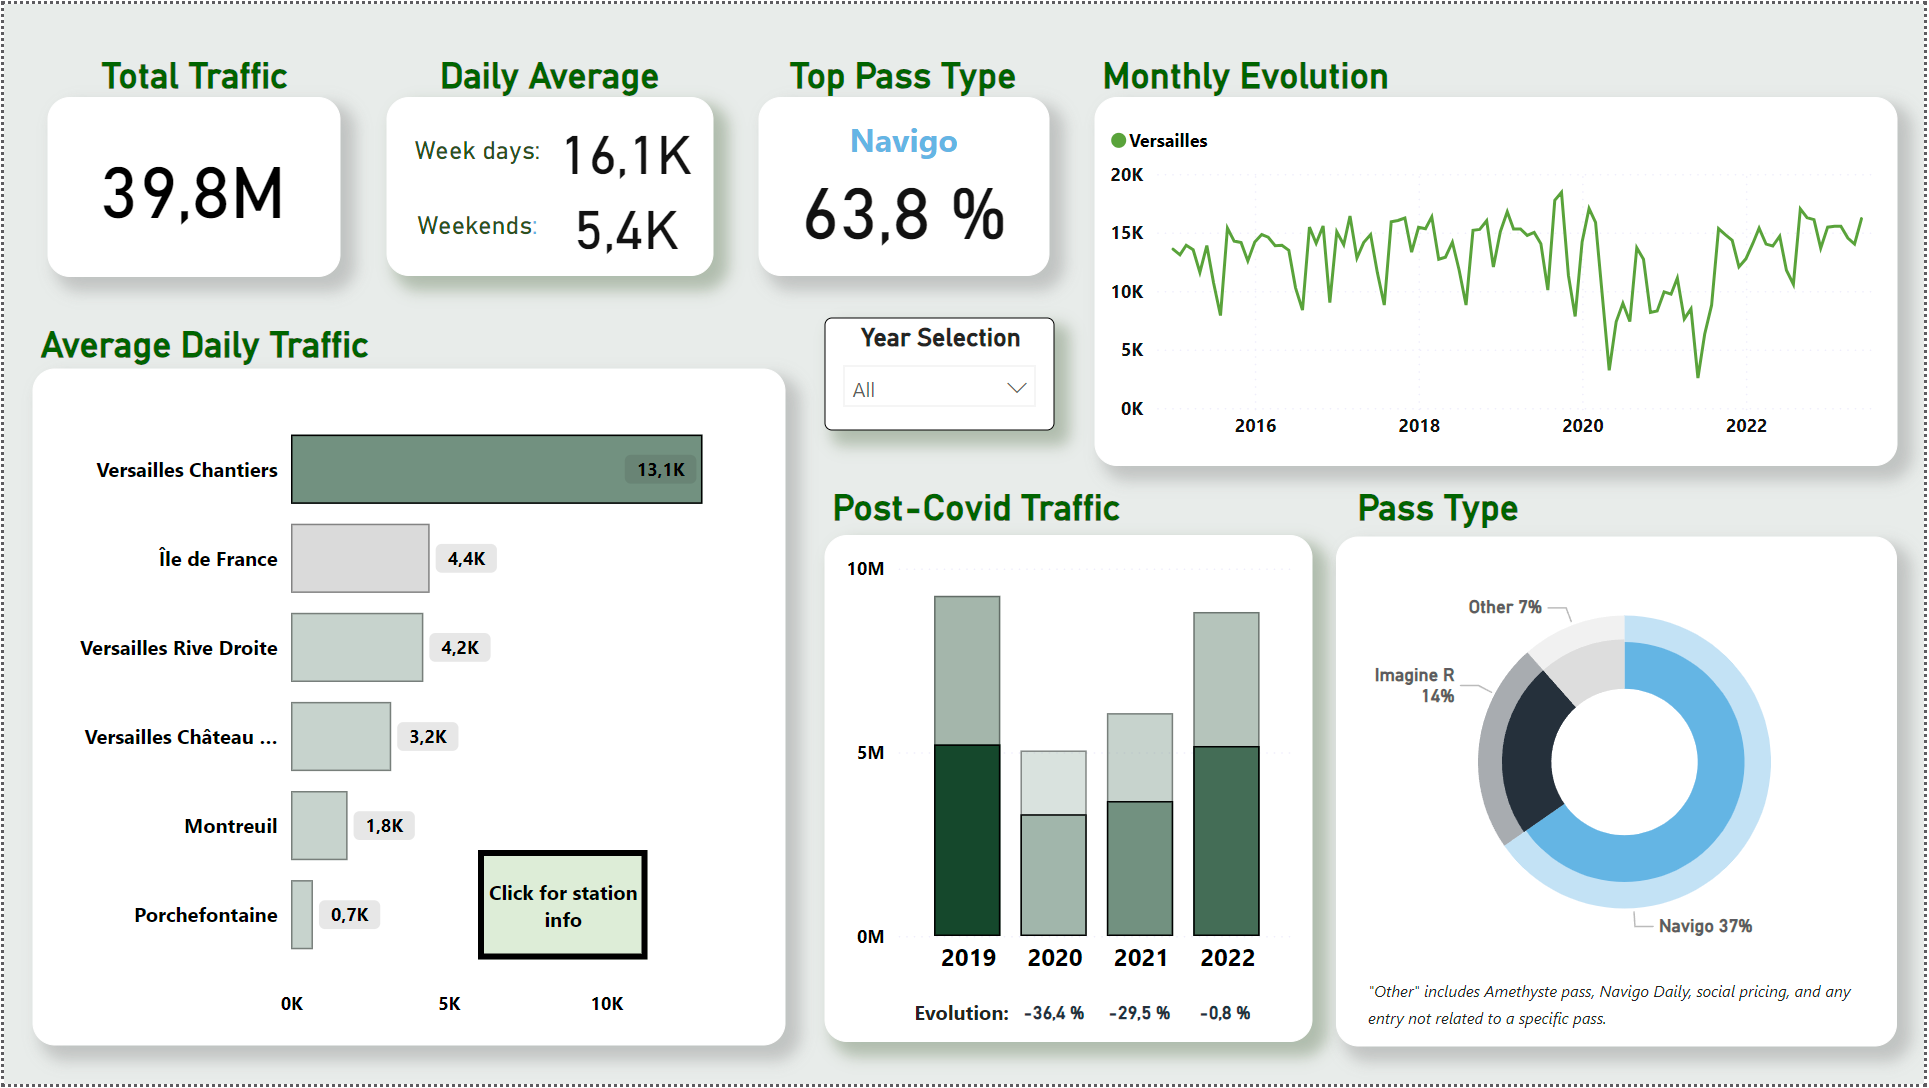 Total Traffic
39,8M
Daily Average
Week days: 16,1K
Weekends: 5,4K
Top Pass Type
Navigo
63,8 %
Monthly Evolution
Versailles
20K
15K
10K
5K
0K
2016 2018 2020 2022
Year Selection
All
Average Daily Traffic
Versailles Chantiers 13,1K
Île de France 4,4K
Versailles Rive Droite 4,2K
Versailles Château ... 3,2K
Montreuil 1,8K
Porchefontaine 0,7K
0K 5K 10K
Click for station
info
Post-Covid Traffic
10M
5M
0M
2019 2020 2021 2022
Evolution: -36,4 % -29,5 % -0,8 %
Pass Type
Other 7%
Imagine R
14%
Navigo 37%
"Other" includes Amethyste pass, Navigo Daily, social pricing, and any
entry not related to a specific pass.